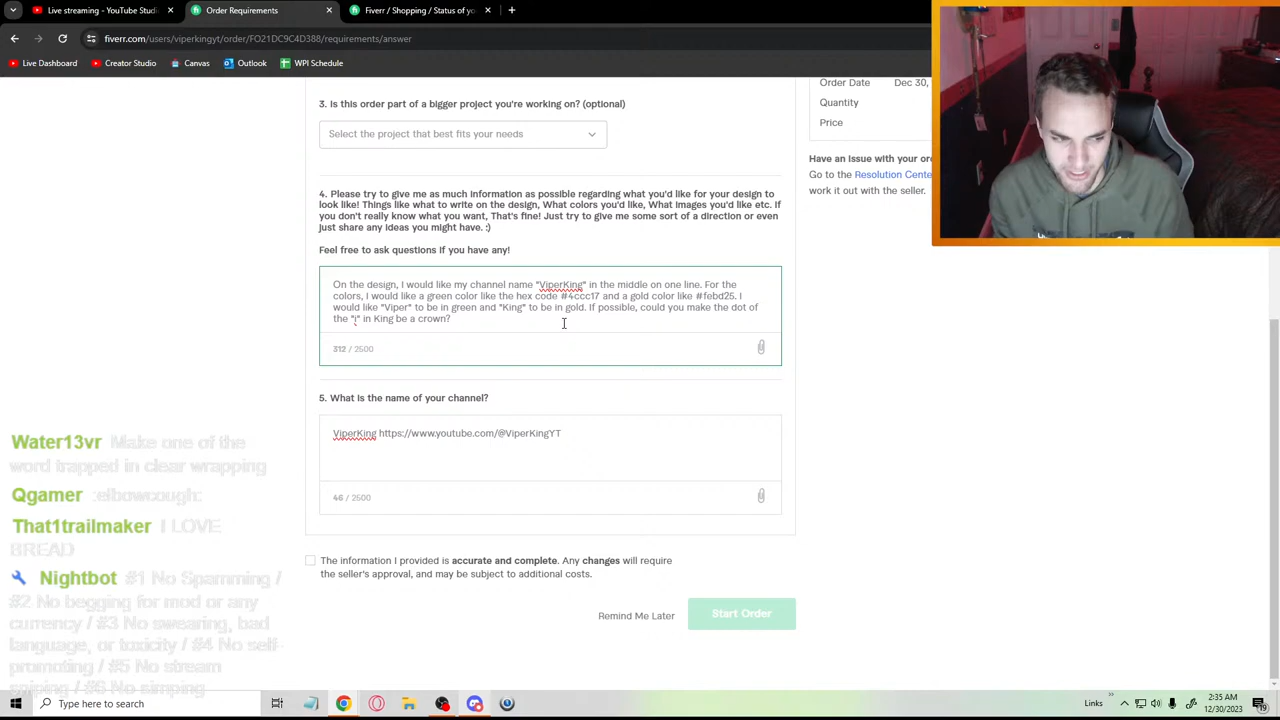 Live streaming - YouTube Studi
Order Requirements
Fiverr / Shopping / Status of yo
fiverr.com/users/viperkingyt/order/FO21DC9C4D388/requirements/answer
Live Dashboard
Creator Studio
Canvas
Outlook
WPI Schedule
3. Is this order part of a bigger project you're working on? (optional)
Select the project that best fits your needs
4. Please try to give me as much information as possible regarding what you'd like for your design to
look like! Things like what to write on the design, What colors you'd like, What images you'd like etc. If
you don't really know what you want, That's fine! Just try to give me some sort of a direction or even
just share any ideas you might have. :)
Feel free to ask questions if you have any!
On the design, I would like my channel name "ViperKing" in the middle on one line. For the
colors, I would like a green color like the hex code #4ccc17 and a gold color like #febd25. I
would like "Viper" to be in green and "King" to be in gold. If possible, could you make the dot of
the "i" in King be a crown?
312 / 2500
5. What is the name of your channel?
ViperKing https://www.youtube.com/@ViperKingYT
46 / 2500
The information I provided is accurate and complete. Any changes will require
the seller's approval, and may be subject to additional costs.
Remind Me Later
Start Order
Order Date Dec 30,
Quantity
Price
Have an issue with your ord
Go to the Resolution Cente
work it out with the seller.
Water13vr Make one of the
word trapped in clear wrapping
Qgamer :elbowcough:
That1trailmaker I LOVE
BREAD
Nightbot #1 No Spamming /
#2 No begging for mod or any
currency / #3 No swearing, bad
language, or toxicity / #4 No self-
promoting / #5 No stream
sniping / #6 No simping
Type here to search
Links
2:35 AM
12/30/2023
19